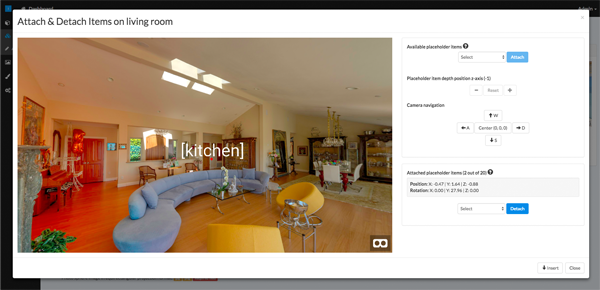 Dashboard
Admin
Attach & Detach Items on living room
×
[kitchen]
Available placeholder items
Select
Attach
Placeholder item depth position z-axis (-1)
Reset
Camera navigation
W
A
Center (0, 0, 0)
D
S
Attached placeholder items (2 out of 20)
Position: X: -0.47 | Y: 1.64 | Z: -0.88
Rotation: X: 0.00 | Y: 27.96 | Z: 0.00
Select
Detach
Insert
Close